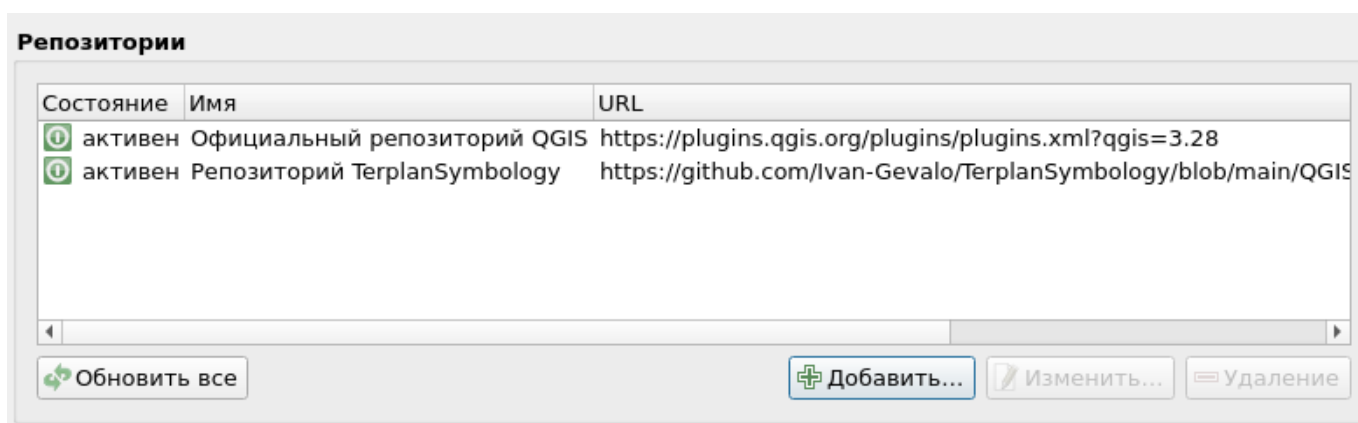 Репозитории
Состояние Имя URL
активен Официальный репозиторий QGIS https://plugins.qgis.org/plugins/plugins.xml?qgis=3.28
активен Репозиторий TerplanSymbology https://github.com/Ivan-Gevalo/TerplanSymbology/blob/main/QGIS
Обновить все Добавить... Изменить... Удаление